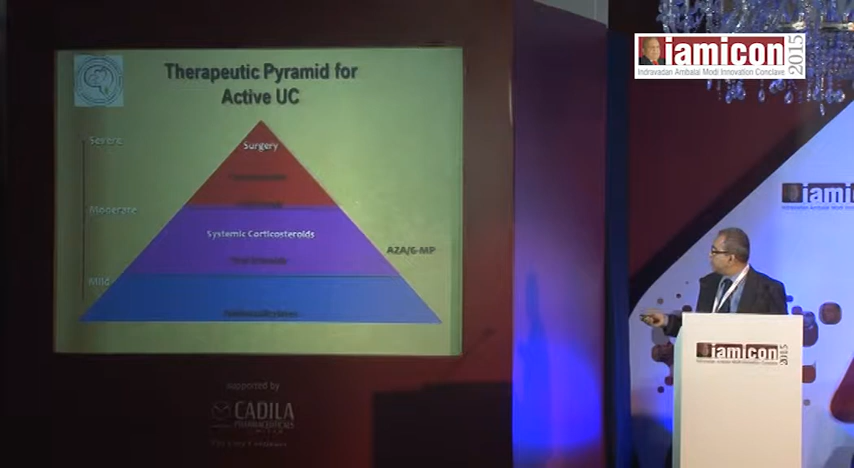 Therapeutic Pyramid for
Active UC
Severe
Surgery
Moderate
Systemic Corticosteroids
AZA/6-MP
Mild
supported by
CADILA
PHARMACEUTICALS
iamicon
2015
Indravadan Ambalal Modi Innovation Conclave
iamicon
iamicon
2015